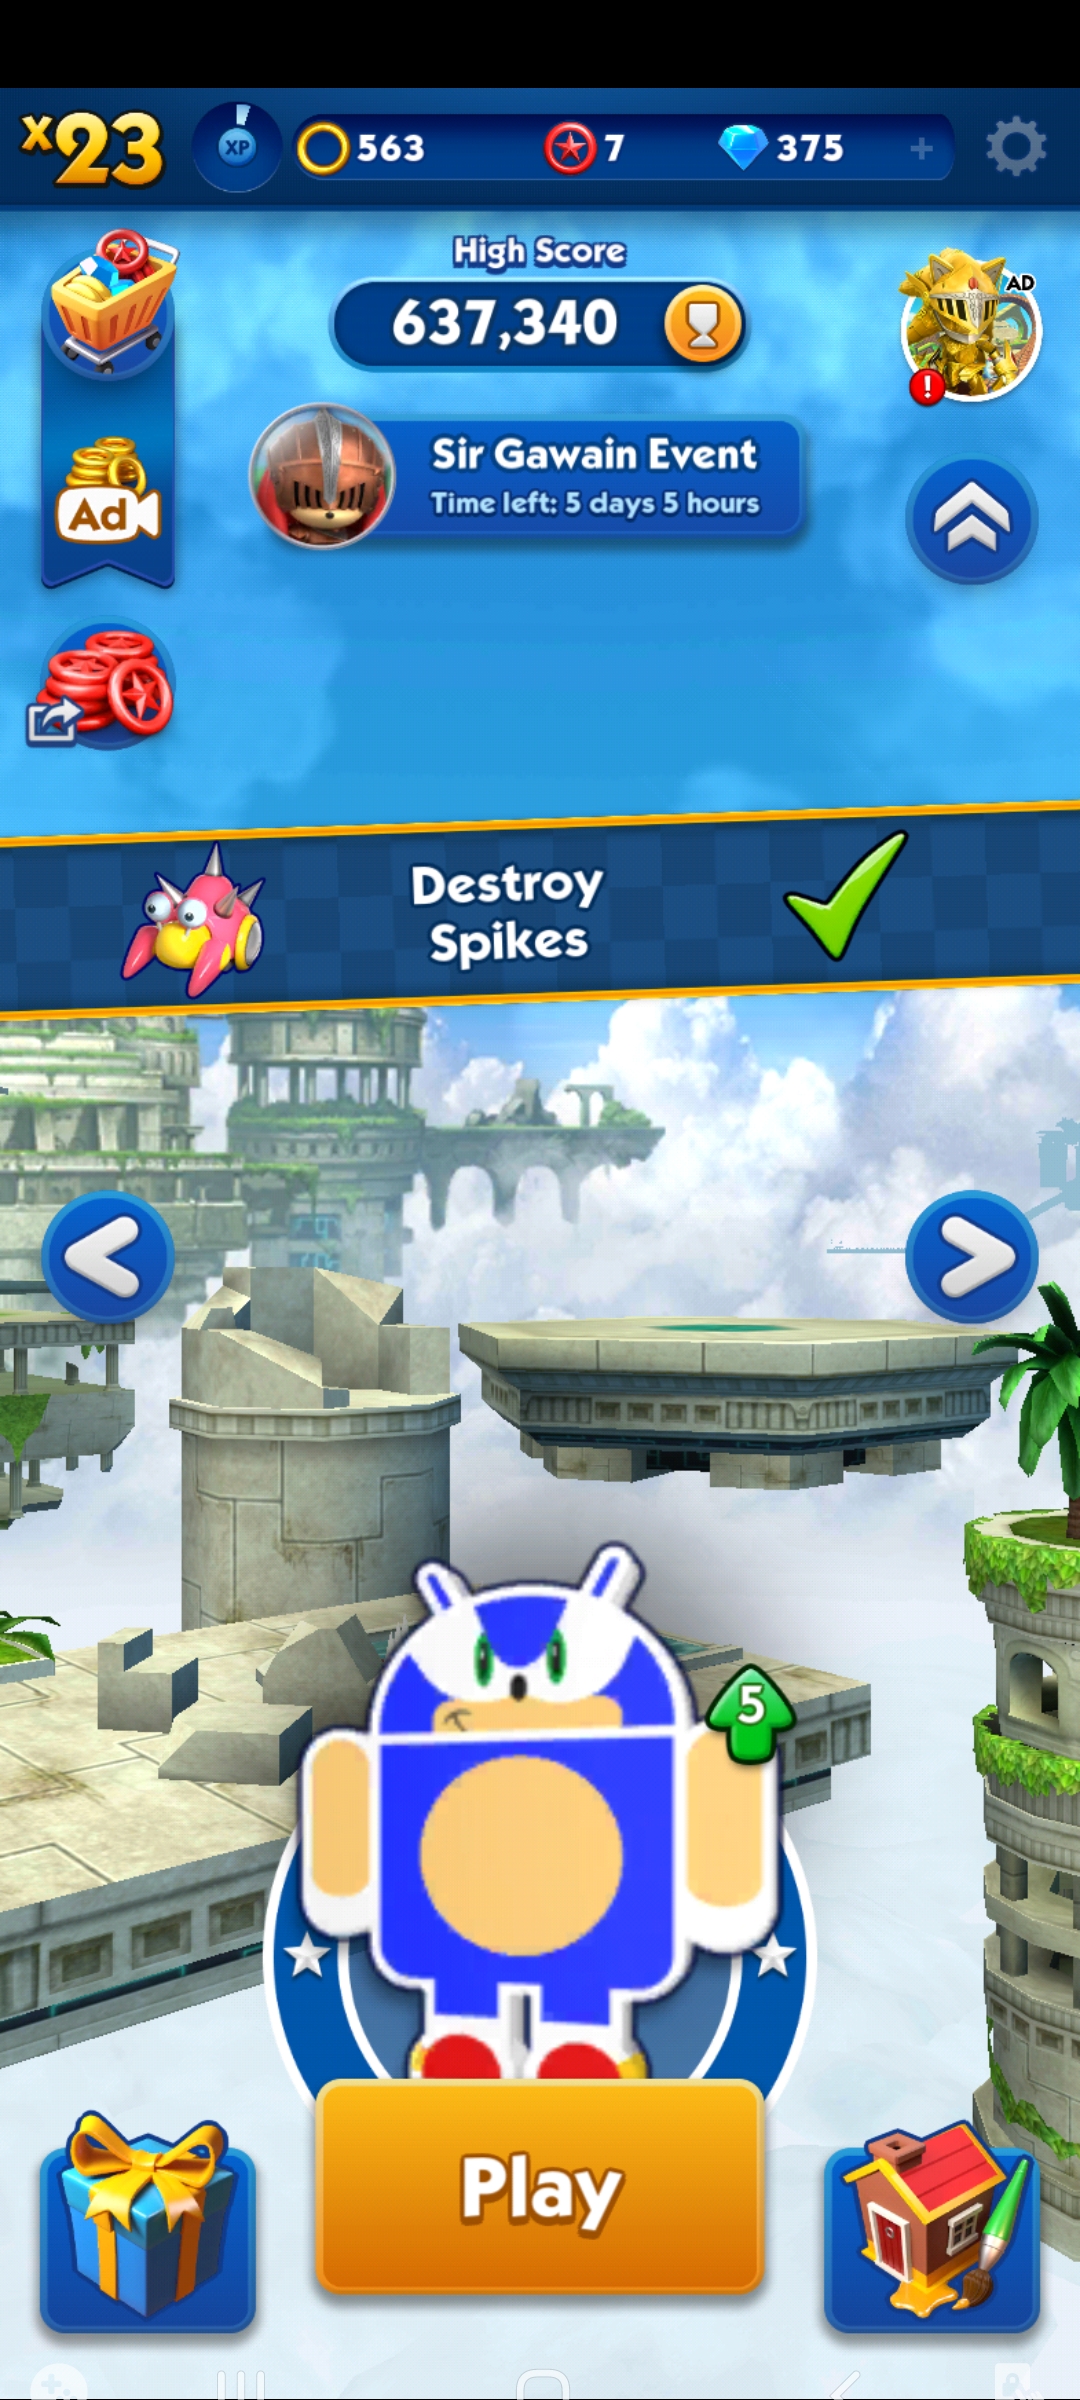 x23
XP
563
7
375
+
High Score
637,340
AD
!
Sir Gawain Event
Time left: 5 days 5 hours
Ad
Destroy
Spikes
5
Play